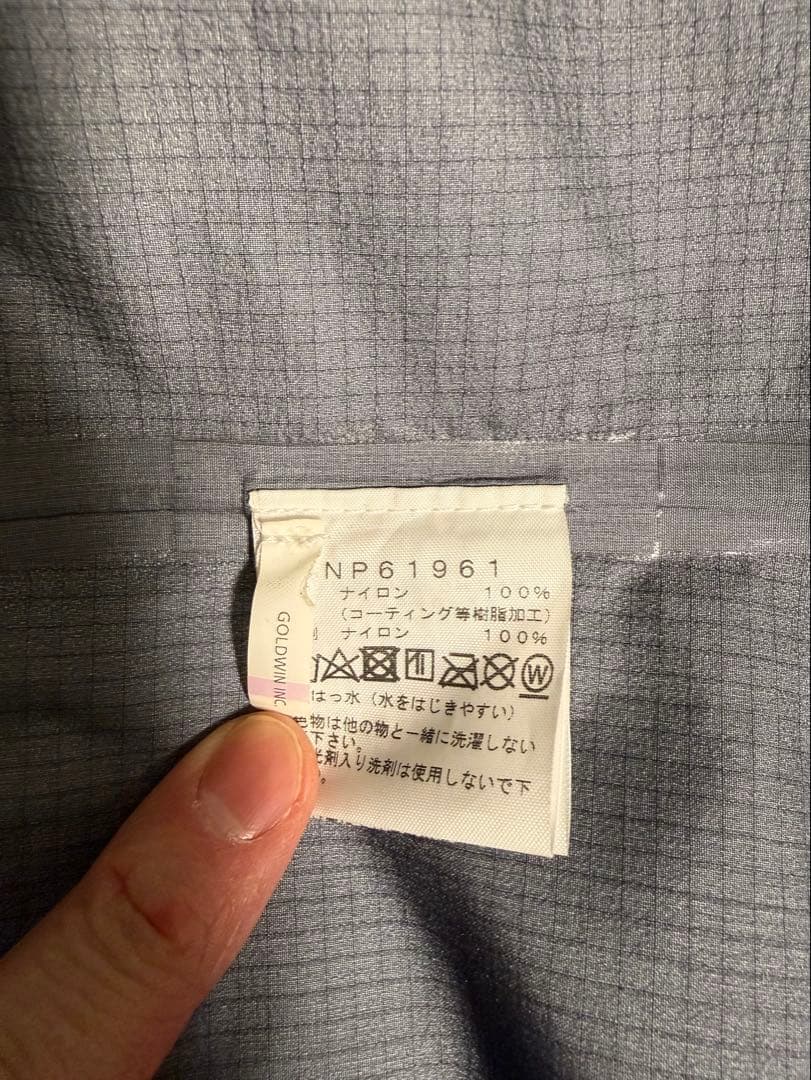 NP61961
ナイロン 100%
(コーティング等樹脂加工)
ナイロン 100%
W
はっ水(水をはじきやすい)
色物は他の物と一緒に洗濯しない
下さい。
光剤入り洗剤は使用しないで下
。
GOLDWIN INC